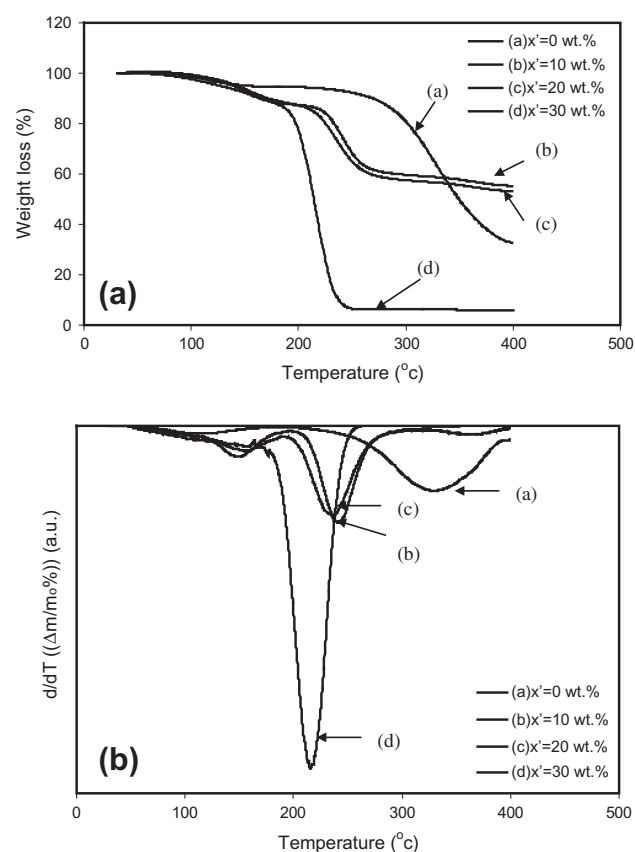 120
100
80
60
40
20
0
Weight loss (%)
(a)x'=0 wt.%
(b)x'=10 wt.%
(c)x'=20 wt.%
(d)x'=30 wt.%
(a)
(b)
(c)
(d)
(a)
0 100 200 300 400 500
Temperature (°c)
d/dT ((Δm/m₀%)) (a.u.)
(a)
(c)
(b)
(d)
(a)x'=0 wt.%
(b)x'=10 wt.%
(c)x'=20 wt.%
(d)x'=30 wt.%
(b)
0 100 200 300 400 500
Temperature (°c)